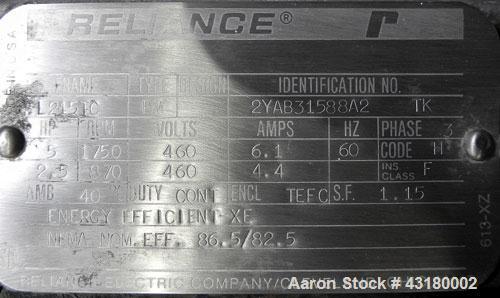 RELIANCE® r
FRAME TYPE DESIGN IDENTIFICATION NO.
2YAB31588A2 TK
HP RPM VOLTS AMPS HZ PHASE 3
5 1750 460 6.1 60 CODE H
2.5 870 460 4.4 INS. CLASS F
AMB 40 °C DUTY CONT ENCL TEFC S.F. 1.15
ENERGY EFFICIENT-XE
NEMA NOM. EFF. 86.5/82.5
613-XZ
RELIANCE ELECTRIC COMPANY/CLEVELAND,
Aaron Stock #43180002